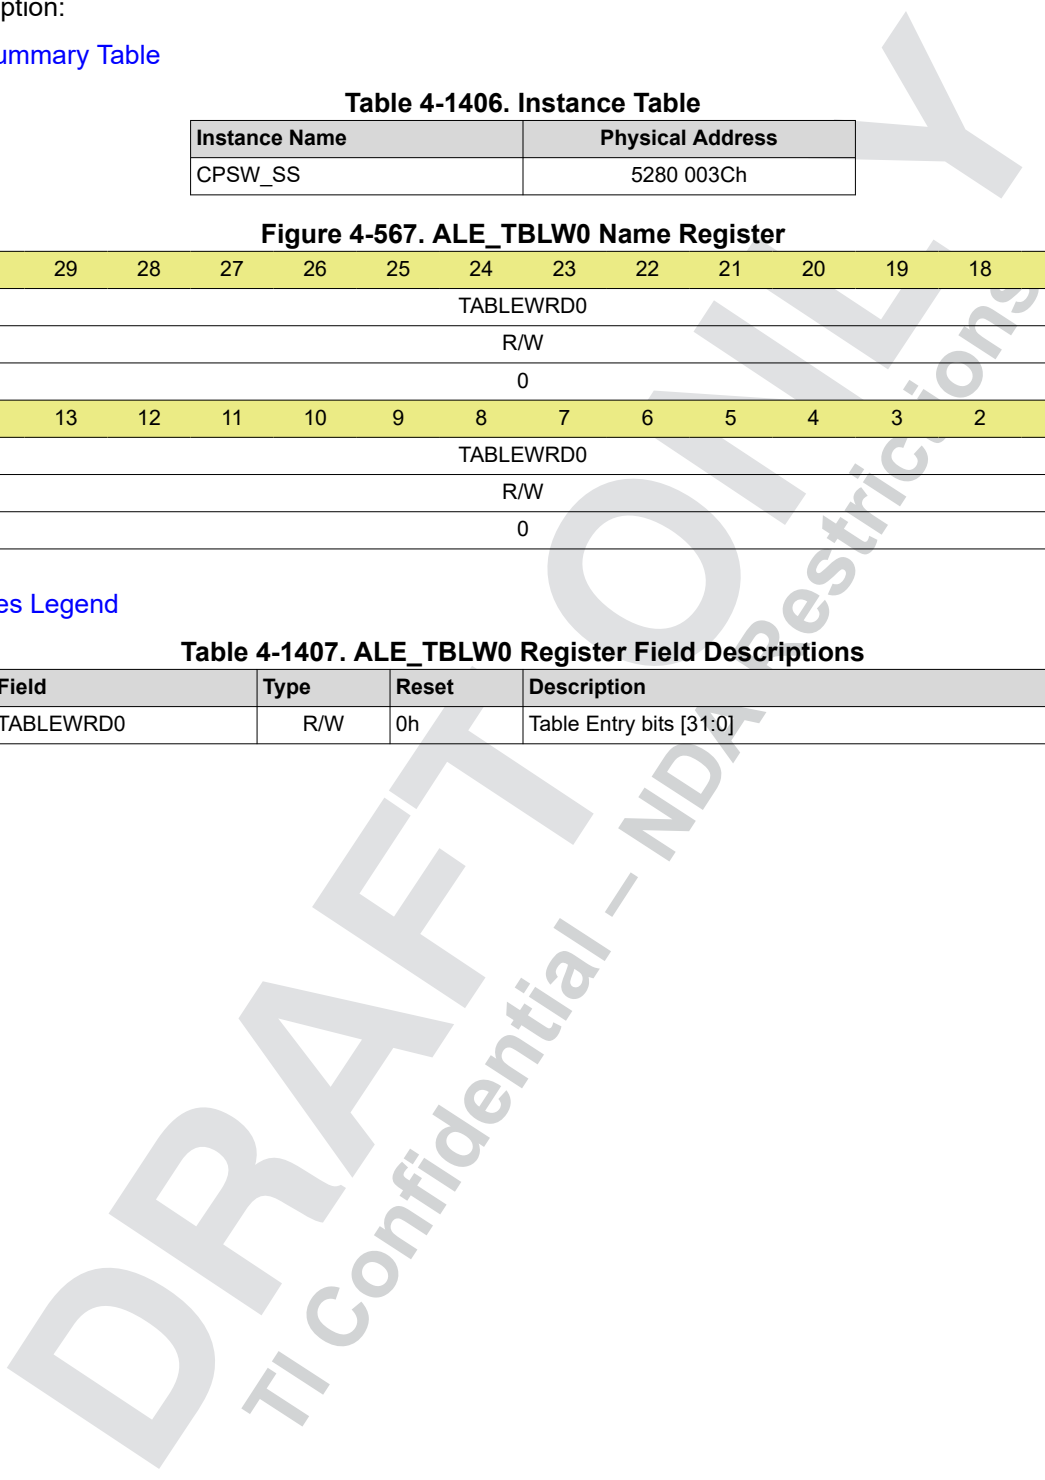 ption:
ummary Table
Table 4-1406. Instance Table
Instance Name Physical Address
CPSW_SS 5280 003Ch
Figure 4-567. ALE_TBLW0 Name Register
29 28 27 26 25 24 23 22 21 20 19 18
TABLEWRD0
R/W
0
13 12 11 10 9 8 7 6 5 4 3 2
TABLEWRD0
R/W
0
es Legend
Table 4-1407. ALE_TBLW0 Register Field Descriptions
Field Type Reset Description
TABLEWRD0 R/W 0h Table Entry bits [31:0]
DRAFT ONLY
TI Confidential – NDA Restrictions